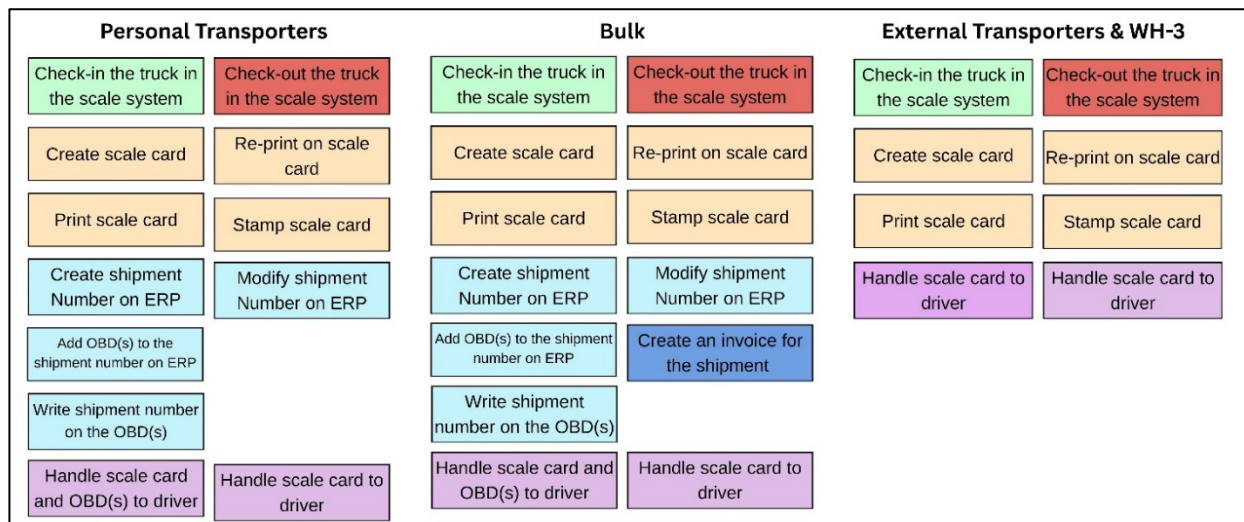 Personal Transporters
Check-in the truck in
the scale system
Check-out the truck
in the scale system
Create scale card
Re-print on scale
card
Print scale card
Stamp scale card
Create shipment
Number on ERP
Modify shipment
Number on ERP
Add OBD(s) to the
shipment number on ERP
Write shipment number
on the OBD(s)
Handle scale card
and OBD(s) to driver
Handle scale card to
driver
Bulk
Check-in the truck in
the scale system
Check-out the truck in
the scale system
Create scale card
Re-print on scale card
Print scale card
Stamp scale card
Create shipment
Number on ERP
Modify shipment
Number on ERP
Add OBD(s) to the shipment
number on ERP
Create an invoice for
the shipment
Write shipment
number on the OBD(s)
Handle scale card and
OBD(s) to driver
Handle scale card to
driver
External Transporters & WH-3
Check-in the truck in
the scale system
Check-out the truck in
the scale system
Create scale card
Re-print on scale card
Print scale card
Stamp scale card
Handle scale card to
driver
Handle scale card to
driver